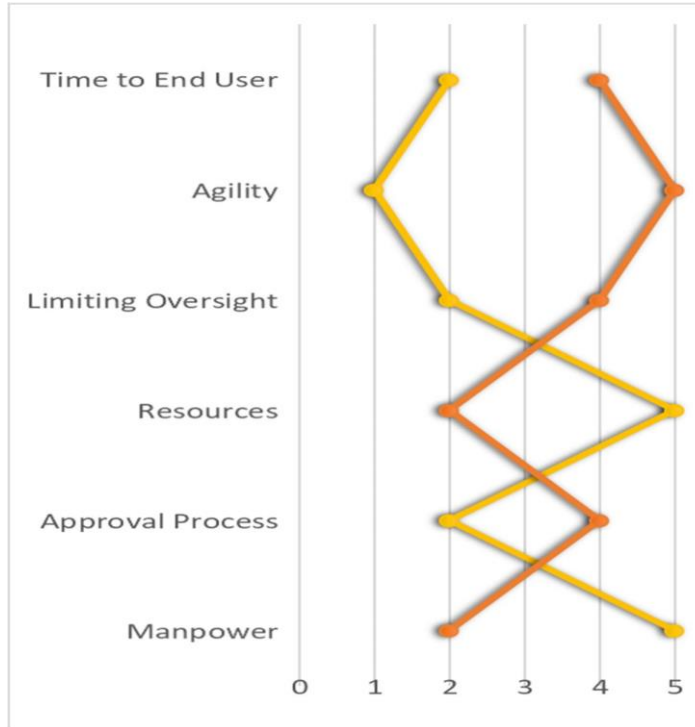 Time to End User
Agility
Limiting Oversight
Resources
Approval Process
Manpower
0 1 2 3 4 5